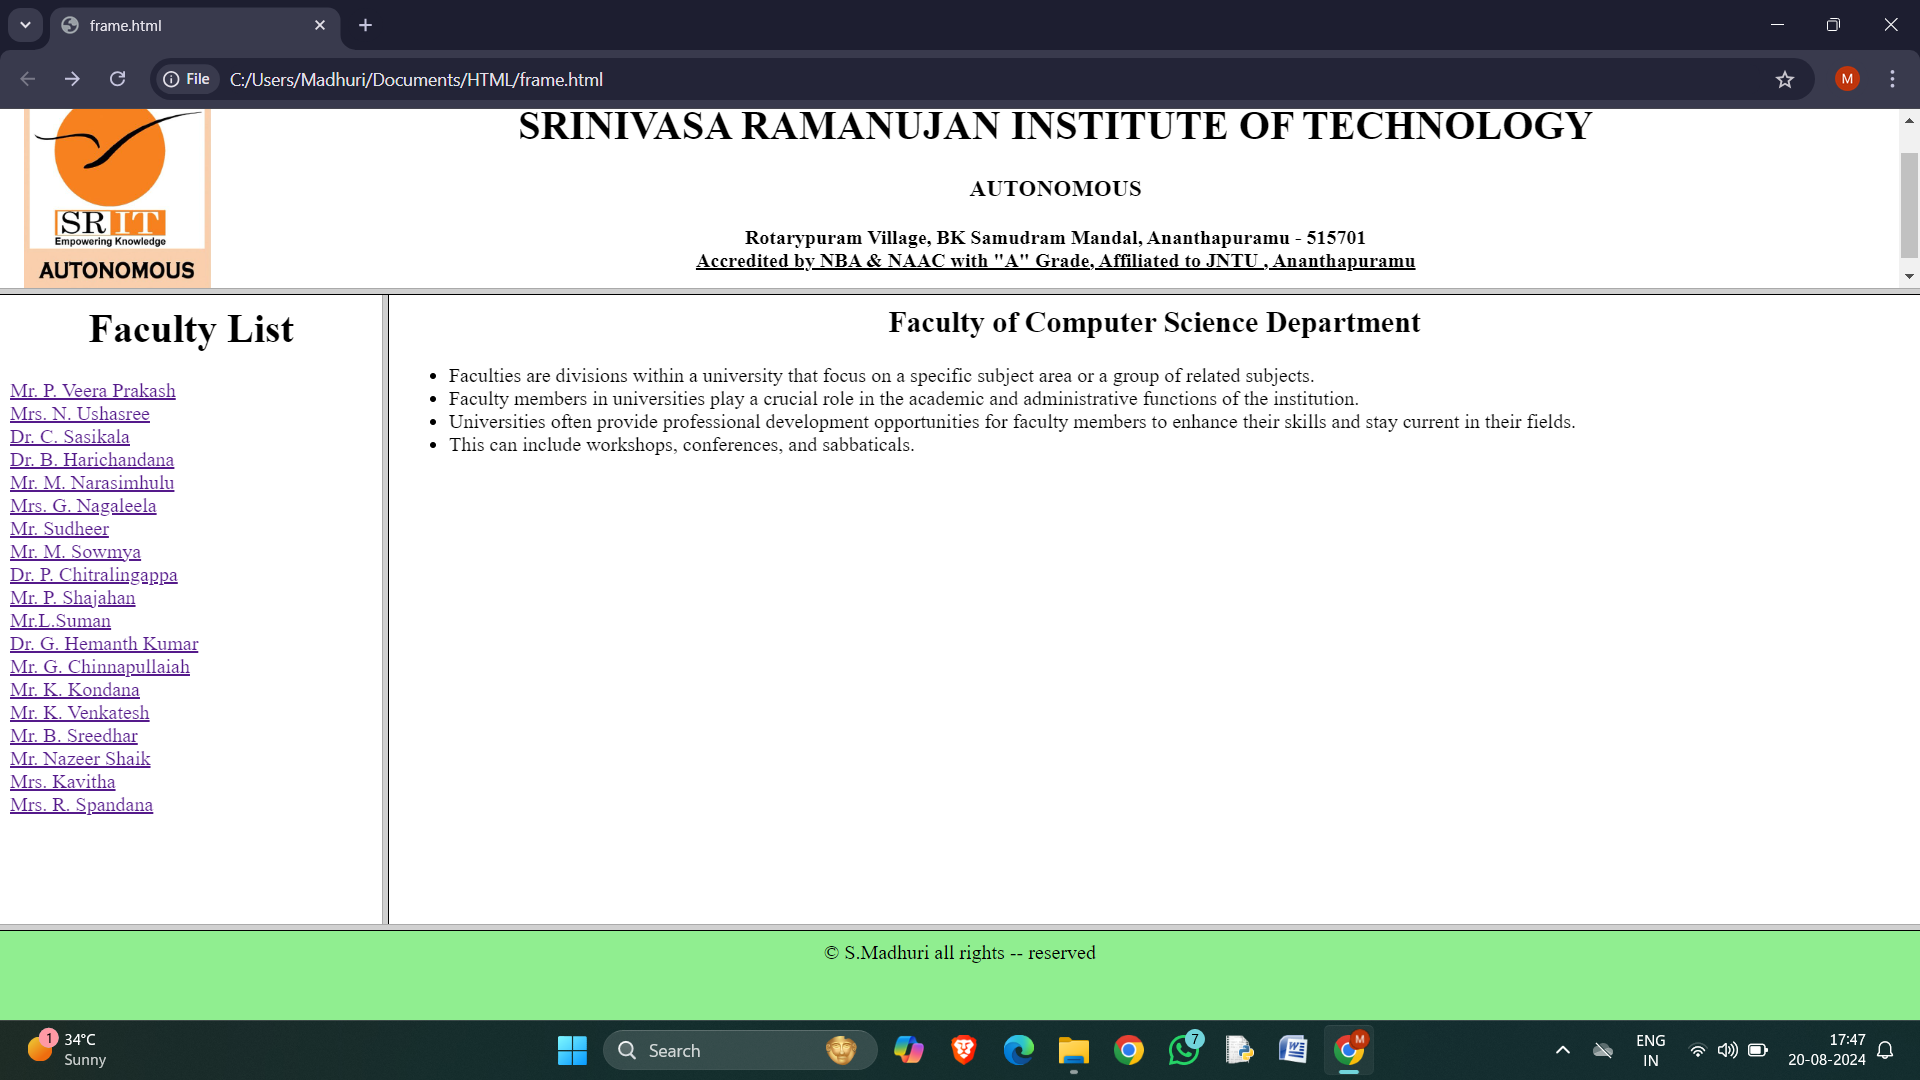 frame.html
File
C:/Users/Madhuri/Documents/HTML/frame.html
M
SRIT
Empowering Knowledge
AUTONOMOUS
SRINIVASA RAMANUJAN INSTITUTE OF TECHNOLOGY
AUTONOMOUS
Rotarypuram Village, BK Samudram Mandal, Ananthapuramu - 515701
Accredited by NBA & NAAC with "A" Grade, Affiliated to JNTU , Ananthapuramu
Faculty List
Mr. P. Veera Prakash
Mrs. N. Ushasree
Dr. C. Sasikala
Dr. B. Harichandana
Mr. M. Narasimhulu
Mrs. G. Nagaleela
Mr. Sudheer
Mr. M. Sowmya
Dr. P. Chitralingappa
Mr. P. Shajahan
Mr.L.Suman
Dr. G. Hemanth Kumar
Mr. G. Chinnapullaiah
Mr. K. Kondana
Mr. K. Venkatesh
Mr. B. Sreedhar
Mr. Nazeer Shaik
Mrs. Kavitha
Mrs. R. Spandana
Faculty of Computer Science Department
• Faculties are divisions within a university that focus on a specific subject area or a group of related subjects.
• Faculty members in universities play a crucial role in the academic and administrative functions of the institution.
• Universities often provide professional development opportunities for faculty members to enhance their skills and stay current in their fields.
• This can include workshops, conferences, and sabbaticals.
© S.Madhuri all rights -- reserved
1
34°C
Sunny
Search
7
W
M
ENG
IN
17:47
20-08-2024